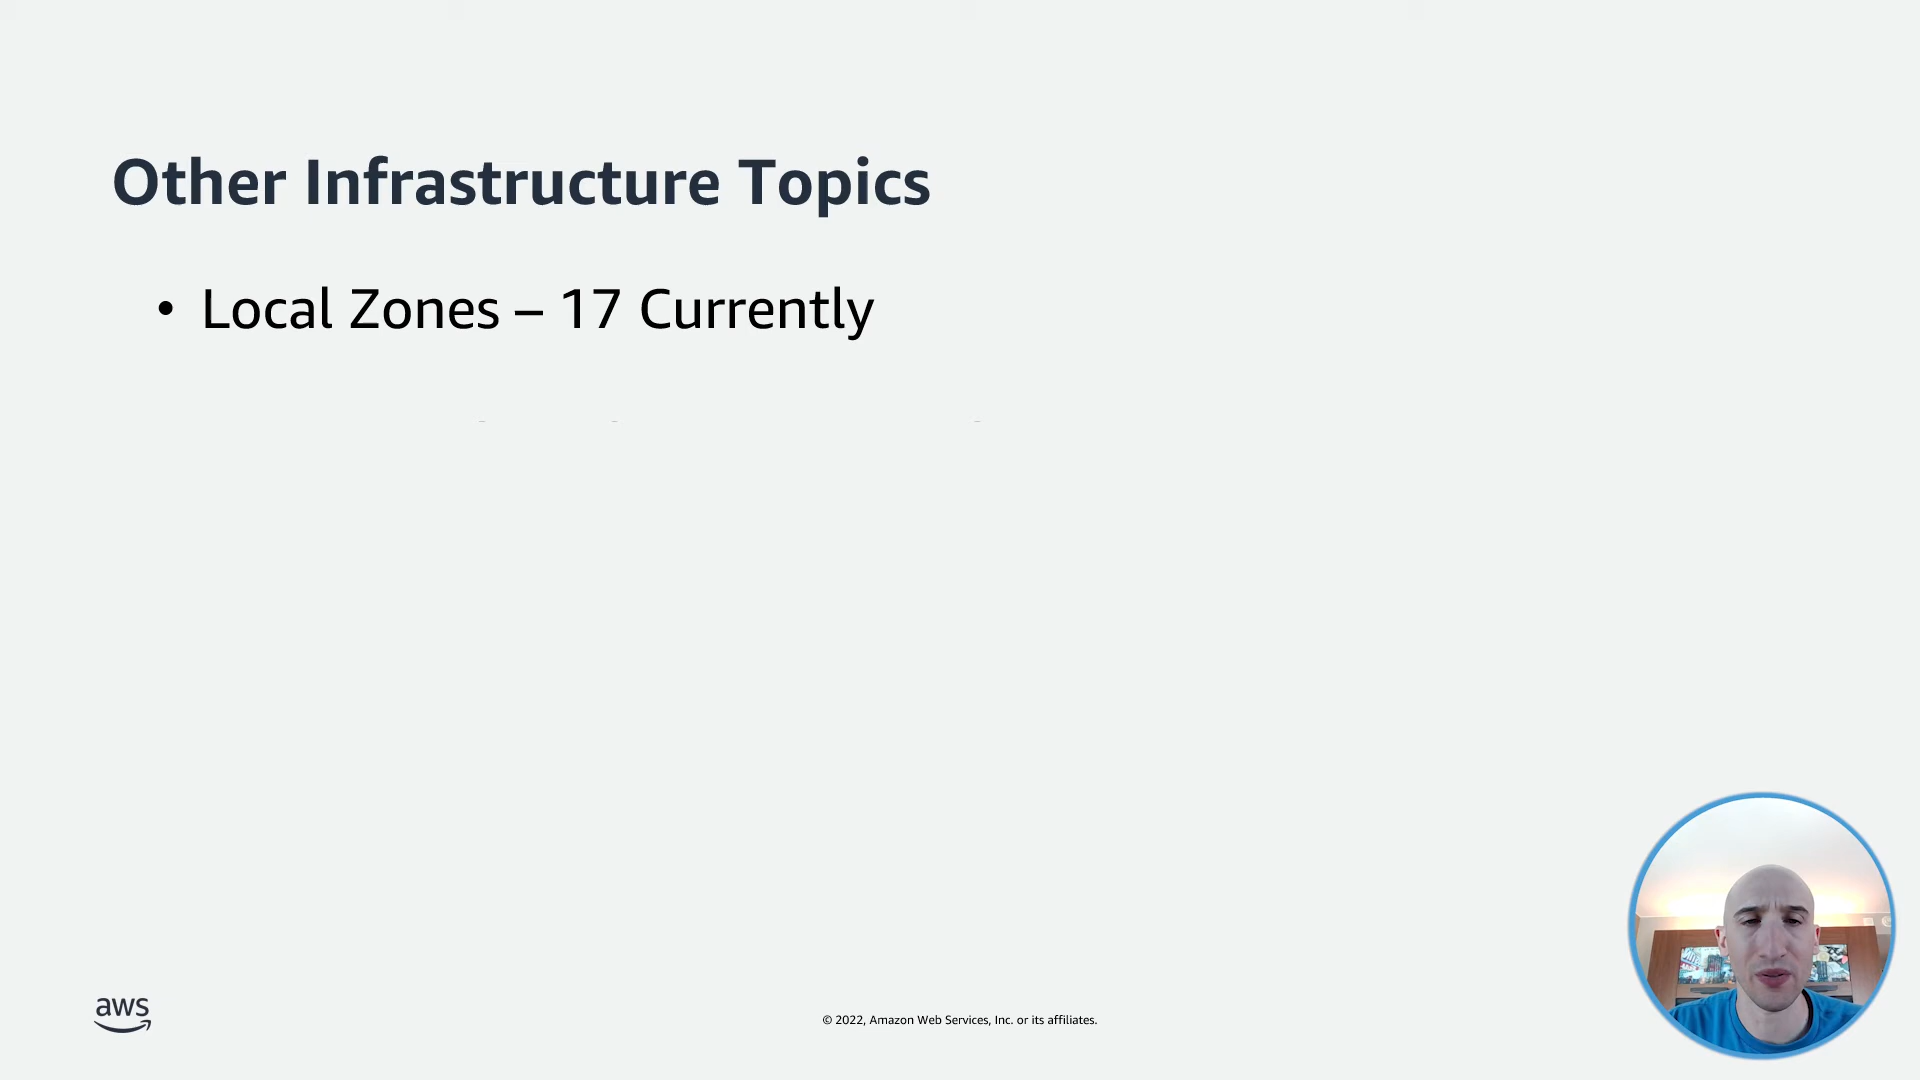 Other Infrastructure Topics
• Local Zones – 17 Currently
aws
© 2022, Amazon Web Services, Inc. or its affiliates.